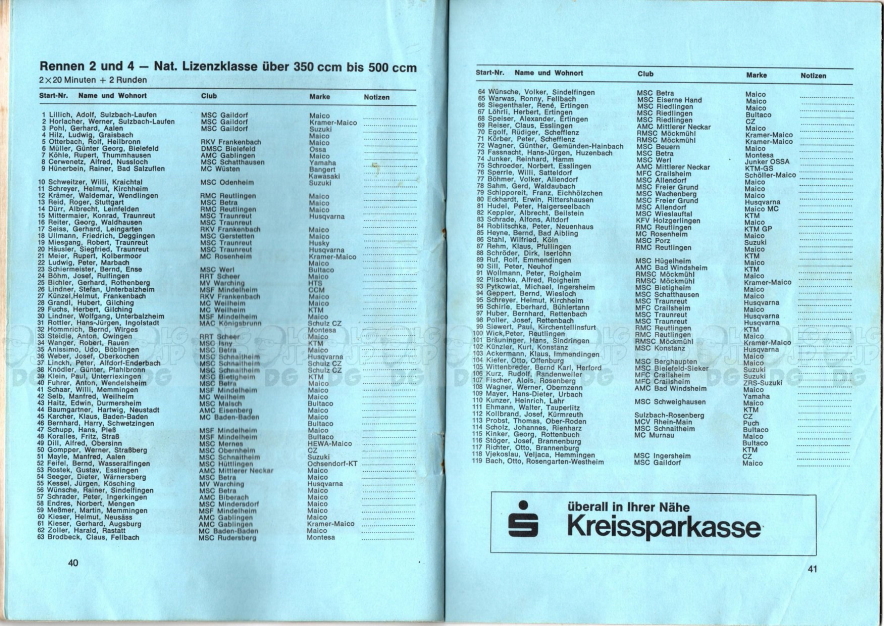 Rennen 2 und 4 — Nat. Lizenzklasse über 350 ccm bis 500 ccm
2×20 Minuten + 2 Runden
Start-Nr. Name und Wohnort Club Marke Notizen
1 Lillich, Adolf, Sulzbach-Laufen MSC Gaildorf Maico
2 Horlacher, Werner, Sulzbach-Laufen MSC Gaildorf Kramer-Maico
3 Pohl, Gerhard, Aalen MSC Gaildorf Suzuki
4 Hilz, Ludwig, Graisbach Maico
5 Otterbach, Rolf, Heilbronn RKV Frankenbach Maico
6 Müller, Günter Georg, Bielefeld DMSC Bielefeld Ossa
7 Köhle, Rupert, Thummhausen AMC Gablingen Maico
8 Cerwentz, Alfred, Nussloch MSC Schatthausen Yamaha
9 Hünerbein, Rainer, Bad Salzuflen MC Wüsten Bangert
Kawasaki
10 Schweitzer, Willi, Kraichtal MSC Odenheim Suzuki
11 Schreyer, Helmut, Kirchheim
12 Krämer, Waldemar, Wendlingen RMC Reutlingen Maico
13 Reid, Roger, Stuttgart MSC Betra Maico
14 Dürr, Albrecht, Leinfelden RMC Reutlingen Maico
15 Mittermaier, Konrad, Traunreut MSC Traunreut Husqvarna
16 Reiter, Georg, Waldhausen MSC Traunreut
17 Seiss, Gerhard, Leingarten RKV Frankenbach Maico
18 Ullmann, Friedrich, Deggingen MSC Gerstetten Maico
19 Miesgang, Robert, Traunreut MSC Traunreut Husky
20 Häusler, Siegfried, Traunreut MSC Traunreut Husqvarna
21 Meier, Rupert, Kolbermoor MC Rosenheim Kramer-Maico
22 Ludwig, Peter, Marbach Maico
23 Schiermeister, Bernd, Ense MSC Werl Bultaco
24 Böhm, Josef, Rulfingen RRT Scheer Maico
25 Bichler, Gerhard, Rothenberg MV Warching HTS
26 Lindner, Stefan, Unterbalzheim MSF Mindelheim CCM
27 Künzel, Helmut, Frankenbach RKV Frankenbach Maico
28 Grandl, Hubert, Gilching MC Weilheim Maico
29 Fuchs, Herbert, Gilching MC Weilheim KTM
30 Lindner, Wolfgang, Unterbalzheim MSF Mindelheim Maico
31 Rottler, Hans-Jürgen, Ingolstadt MAC Königsbrunn Schulz CZ
32 Hommrich, Bernd, Wirges Montesa
33 Steidle, Anton, Owingen RRT Scheer Maico
34 Wanger, Robert, Rauen MSC Isny KTM
35 Anissimo, Udo, Böblingen MSC Betra Maico
36 Weber, Josef, Oberkochen MSC Schnaitheim Husqvarna
37 Linckh, Peter, Alfdorf-Enderbach MSC Schnaitheim Schulz CZ
38 Knödler, Günter, Pfahlbronn MSC Schnaitheim Schulz CZ
39 Klein, Paul, Unterriexingen MSC Bietigheim KTM
40 Fuhrer, Anton, Wendelsheim MSC Betra Maico
41 Schaar, Willi, Memmingen MSF Mindelheim Maico
42 Selb, Manfred, Weilheim MC Weilheim Maico
43 Haltz, Edwin, Durmersheim MSC Malsch Bultaco
44 Baumgartner, Hartwig, Neustadt AMC Eisenberg Maico
45 Karcher, Klaus, Baden-Baden MC Baden-Baden Maico
46 Bernhard, Harry, Schwetzingen Bultaco
47 Schupp, Hans, Pleß MSF Mindelheim Maico
48 Koralles, Fritz, Straß MSF Mindelheim Bultaco
49 Dill, Alfred, Obersinn MSC Mernes HEWA-Maico
50 Gompper, Werner, Straßberg MSC Obernheim CZ
51 Mayle, Manfred, Aalen MSC Schnaitheim Suzuki
52 Feifel, Bernd, Wasseralfingen MSC Hüttlingen Ochsendorf-KT
53 Rostek, Gustav, Esslingen AMC Mittlerer Neckar
54 Seeger, Dieter, Wärnersberg MSC Betra Maico
55 Kessel, Jürgen, Kösching MV Warching Husqvarna
56 Wünsche, Rainer, Sindelfingen MSC Betra Maico
57 Schrader, Peter, Ingerkingen AMC Biberach Maico
58 Endres, Norbert, Mengen MSC Mindersdorf Maico
59 Meßmer, Martin, Memmingen MSF Mindelheim Maico
60 Kieser, Helmut, Neusäss AMC Gablingen Maico
61 Kieser, Gerhard, Augsburg AMC Gablingen Kramer-Maico
62 Zoller, Harald, Rastatt MC Baden-Baden Maico
63 Brodbeck, Claus, Fellbach MSC Rudersberg Montesa
40
Start-Nr. Name und Wohnort Club Marke Notizen
64 Wünsche, Volker, Sindelfingen MSC Betra Maico
65 Warwas, Ronny, Fellbach MSC Eiserne Hand Maico
66 Siegenthaler, René, Ertingen MSC Riedlingen Maico
67 Löhrli, Herbert, Ertingen MSC Riedlingen Bultaco
68 Speiser, Alexander, Ertingen MSC Riedlingen CZ
69 Reiser, Claus, Esslingen AMC Mittlerer Neckar Maico
70 Egolf, Rüdiger, Schefflenz RMSC Möckmühl Kramer-Maico
71 Körber, Peter, Schefflenz RMSC Möckmühl Kramer-Maico
72 Wagner, Günther, Gemünden-Hainbach MSC Beuern Maico
73 Fassnacht, Hans-Jürgen, Huzenbach MSC Betra Montesa
74 Junker, Reinhard, Hamm MSC Werl Junker OSSA
75 Schroeder, Norbert, Esslingen AMC Mittlerer Neckar KTM-GS
76 Sperrle, Willi, Satteldorf MFC Crailsheim Schöller-Maico
77 Böhmer, Volker, Allendorf MSC Allendorf Maico
78 Sahm, Gerd, Waldaubach MSC Freier Grund Maico
79 Schipporeit, Franz, Eichhölzchen MSC Wachenberg Maico
80 Eckhardt, Erwin, Rittershausen MSC Freier Grund Husqvarna
81 Hudel, Peter, Haigerseelbach MSC Allendorf Maico MC
82 Keppler, Albrecht, Beilstein MSC Wieslauftal KTM
83 Schrade, Alfons, Altdorf KFV Holzgerlingen Maico
84 Roblitschka, Peter, Neuenhaus RMC Reutlingen KTM GP
85 Heyne, Bernd, Bad Aibling MC Rosenheim Maico
86 Stahl, Wilfried, Köln MSC Porz Suzuki
87 Rehm, Klaus, Pfullingen RMC Reutlingen Maico
88 Schröder, Dirk, Iserlohn KTM
89 Ruf, Rolf, Emmendingen MSC Hügelheim Maico
90 Sill, Peter, Neuhof AMC Bad Windsheim KTM
91 Wollmann, Peter, Roigheim RMSC Möckmühl Maico
92 Plischke, Alfred, Roigheim RMSC Möckmühl Kramer-Maico
93 Pytkowiat, Michael, Ingersheim MSC Bietigheim Maico
94 Geppert, Bernd, Wiesloch MSC Schatthausen Maico
95 Schreyer, Helmut, Kirchheim MSC Traunreut Husqvarna
96 Schirle, Eberhard, Bühlertann MFC Crailsheim Maico
97 Huber, Bernhard, Rettenbach MSC Traunreut Husqvarna
98 Poller, Josef, Rettenbach MSC Traunreut Husqvarna
99 Siewert, Paul, Kirchentellinsfurt RMC Reutlingen KTM
100 Wick, Peter, Reutlingen RMC Reutlingen Maico
101 Bräuninger, Hans, Sindringen RMSC Möckmühl Kramer-Maico
102 Künzler, Kurt, Konstanz MSC Konstanz Husqvarna
103 Ackermann, Klaus, Immendingen Maico
104 Kiefer, Otto, Offenburg MSC Berghaupten Maico
105 Wittenbreder, Bernd Karl, Herford MSC Bielefeld-Sieker Suzuki
106 Kurz, Rudolf, Randenweiler MFC Crailsheim Suzuki
107 Fischer, Alois, Rosenberg MFC Crailsheim ZRS-Suzuki
108 Wagner, Werner, Obernzenn AMC Bad Windsheim Maico
109 Mayer, Hans-Dieter, Urbach Yamaha
110 Kunzer, Heinrich, Lahr MSC Schweighausen Maico
111 Ehmann, Walter, Tauperlitz KTM
112 Kollbrand, Josef, Kürmreuth Sulzbach-Rosenberg CZ
113 Probst, Thomas, Ober-Roden MCV Rhein-Main Puch
114 Scholz, Johannes, Rienharz MSC Schnaitheim Bultaco
115 Kinker, Georg, Rottenbuch MC Murnau Maico
116 Stöger, Josef, Brannenburg Maico
117 Richter, Otto, Brannenburg KTM
118 Vjekoslau, Veljaca, Hemmingen MSC Ingersheim CZ
119 Bach, Otto, Rosengarten-Westheim MSC Gaildorf Maico
überall in Ihrer Nähe
Kreissparkasse
41